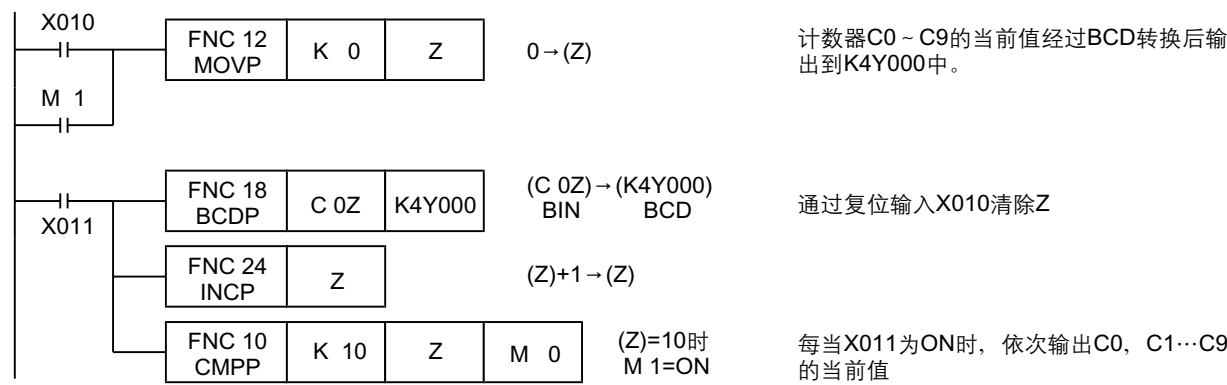 X010
FNC 12
MOVP
K 0
Z
0→(Z)
计数器C0~C9的当前值经过BCD转换后输
出到K4Y000中。
M 1
X011
FNC 18
BCDP
C 0Z
K4Y000
(C 0Z)→(K4Y000)
BIN BCD
通过复位输入X010清除Z
FNC 24
INCP
Z
(Z)+1→(Z)
FNC 10
CMPP
K 10
Z
M 0
(Z)=10时
M 1=ON
每当X011为ON时，依次输出C0，C1…C9
的当前值